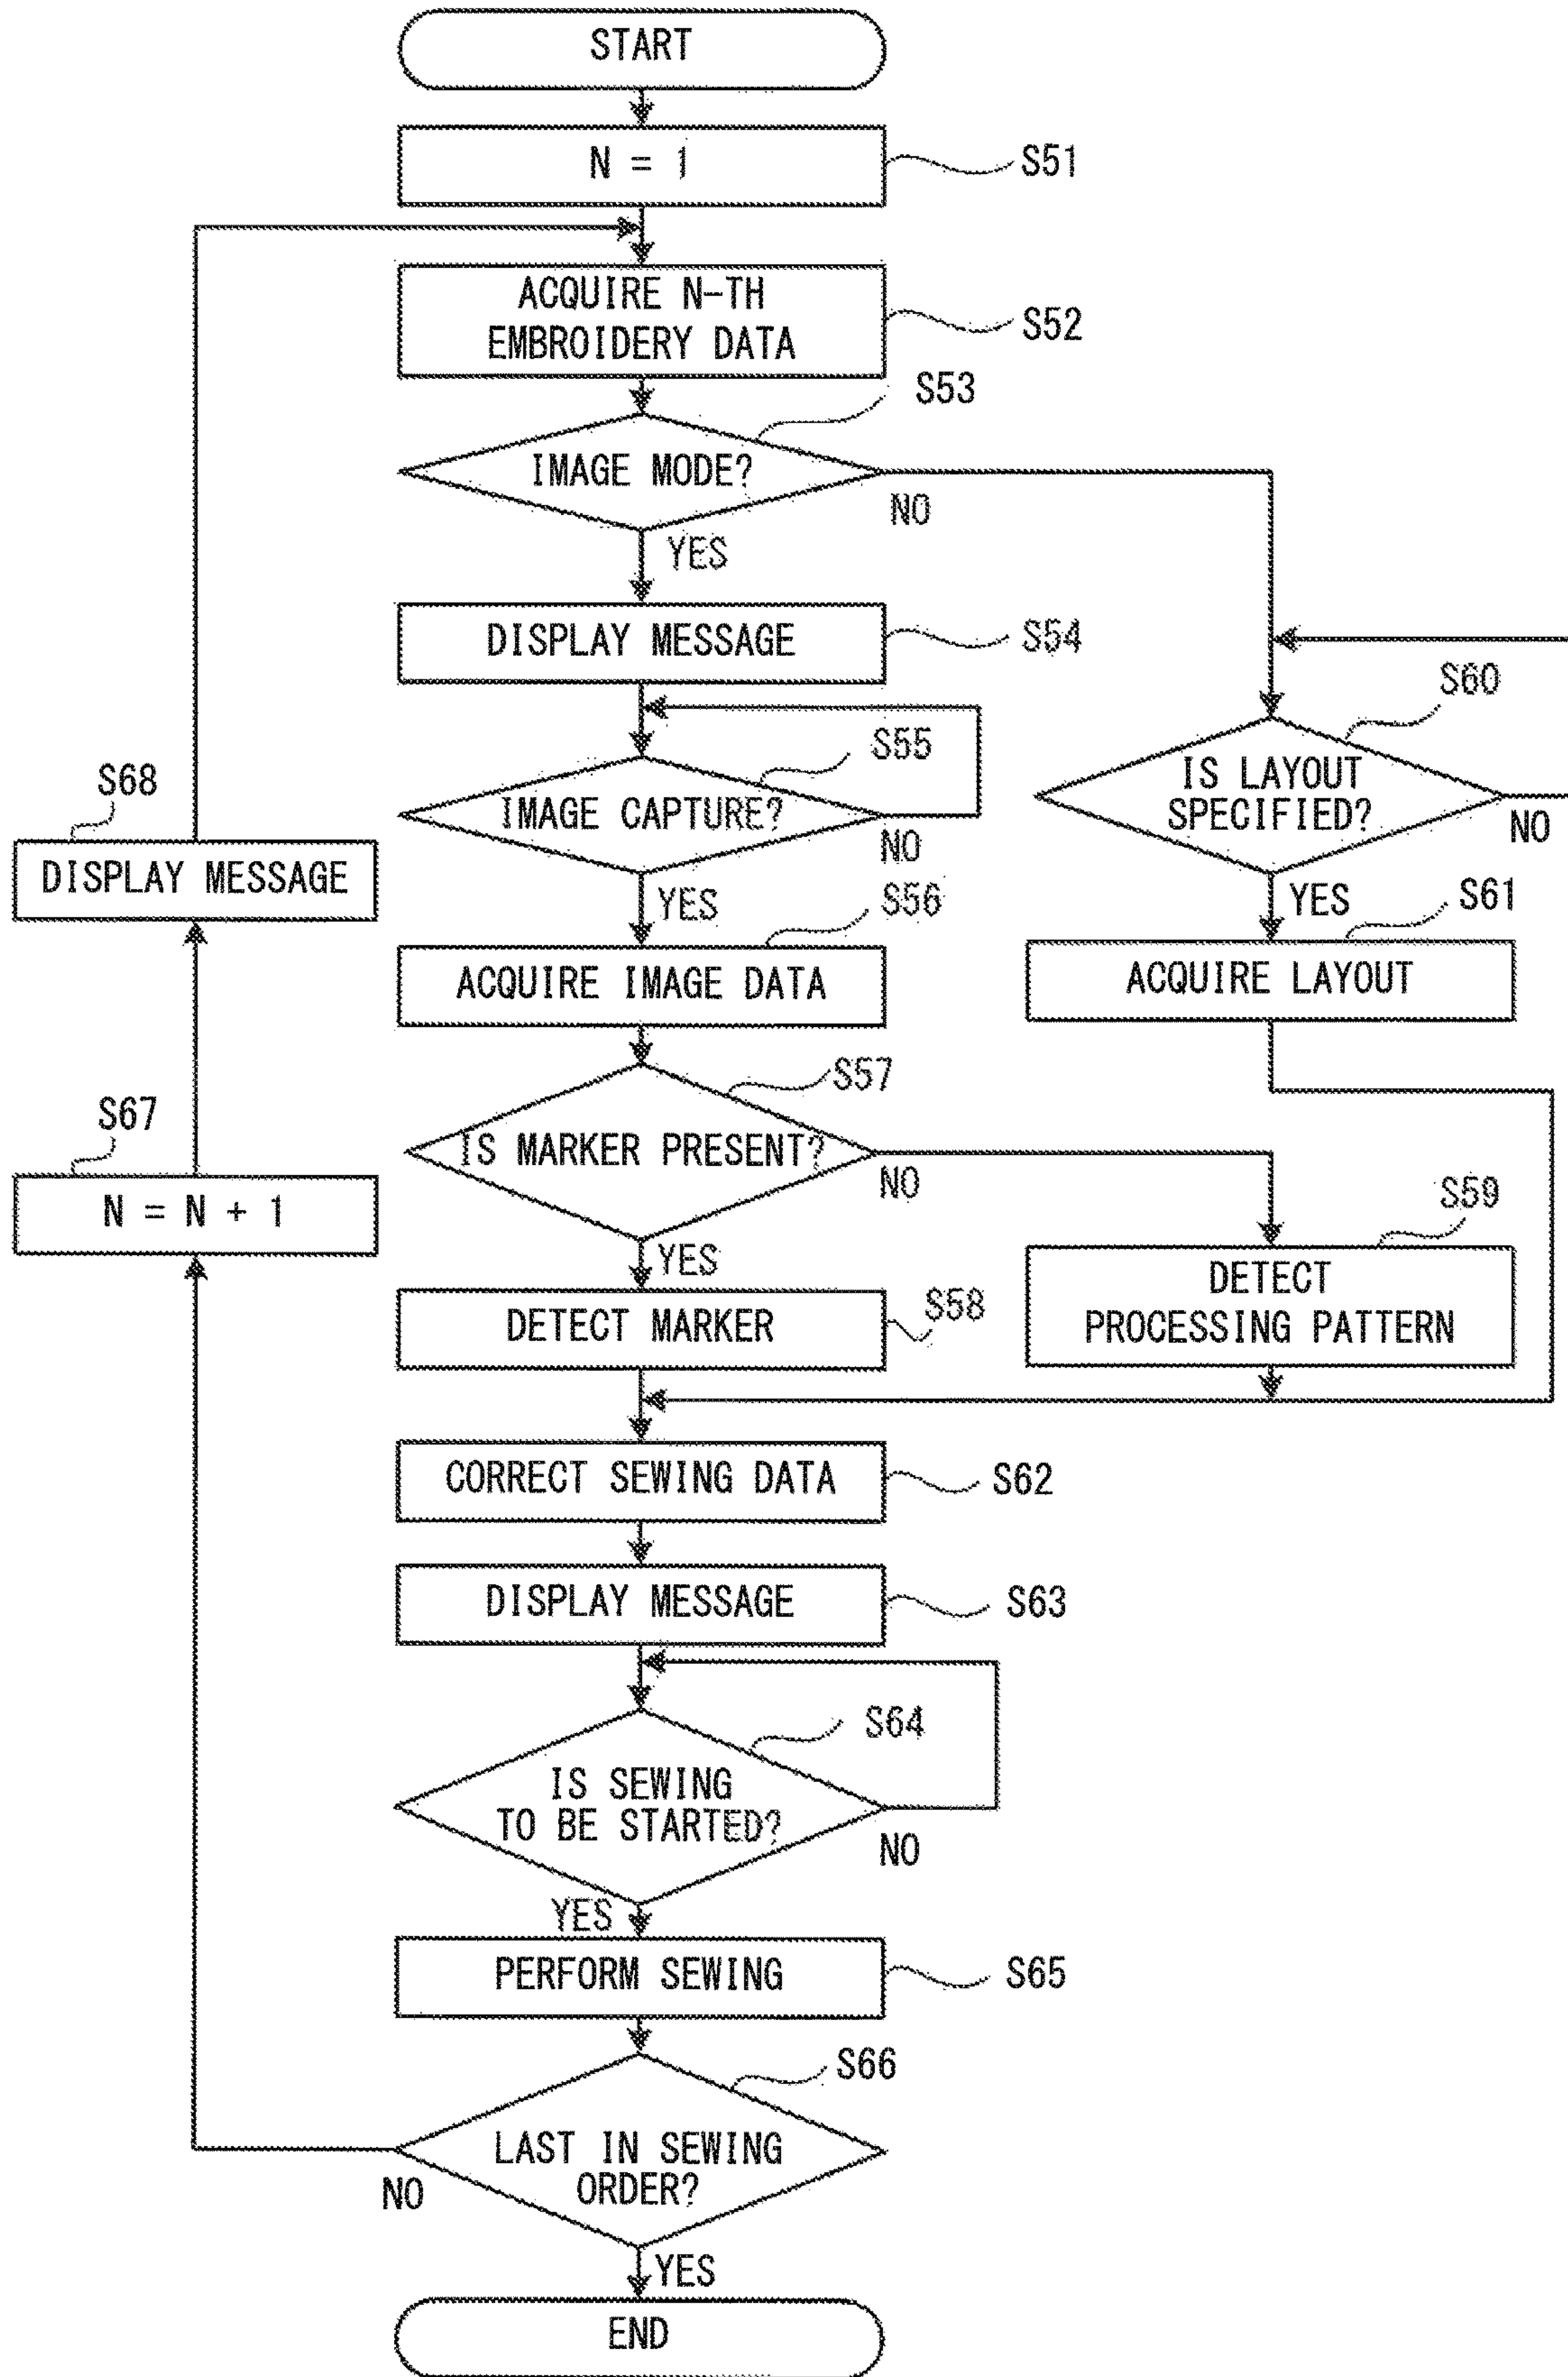 START
N = 1
S51
ACQUIRE N-TH
EMBROIDERY DATA
S52
S53
IMAGE MODE?
NO
YES
DISPLAY MESSAGE
S54
S55
IMAGE CAPTURE?
NO
YES
S56
ACQUIRE IMAGE DATA
S57
IS MARKER PRESENT?
NO
YES
DETECT MARKER
S58
S59
DETECT
PROCESSING PATTERN
S60
IS LAYOUT
SPECIFIED?
NO
YES
S61
ACQUIRE LAYOUT
CORRECT SEWING DATA
S62
DISPLAY MESSAGE
S63
S64
IS SEWING
TO BE STARTED?
NO
YES
PERFORM SEWING
S65
S66
LAST IN SEWING
ORDER?
NO
YES
END
S67
N = N + 1
S68
DISPLAY MESSAGE